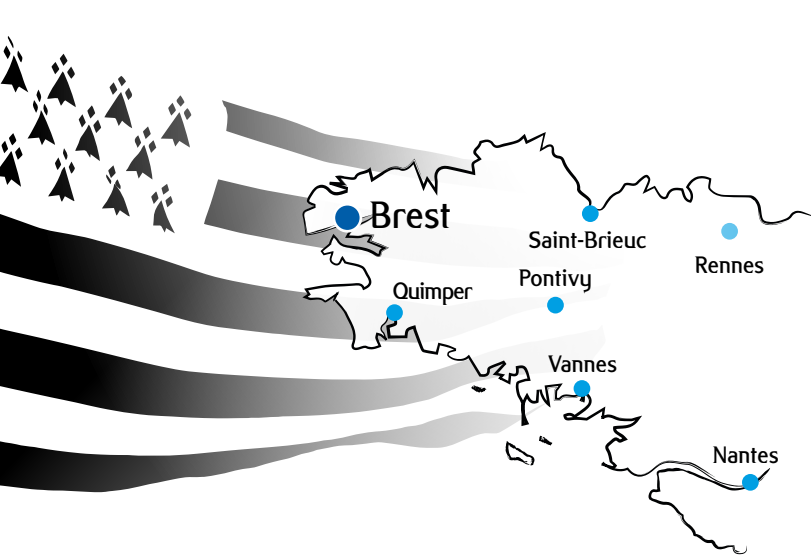 Brest
Saint-Brieuc
Rennes
Pontivy
Quimper
Vannes
Nantes